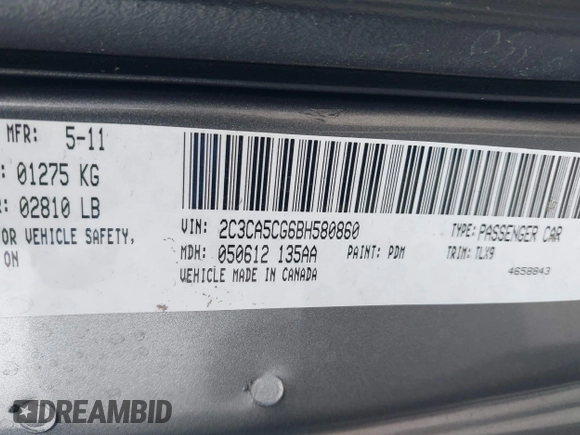 MFR: 5-11
01275 KG
02810 LB
OR VEHICLE SAFETY,
ON
VIN: 2C3CA5CG6BH580860
TYPE: PASSENGER CAR
MDH: 050612 135AA
PAINT: PDM
TRIM: TLX9
VEHICLE MADE IN CANADA
4658843
DREAMBID